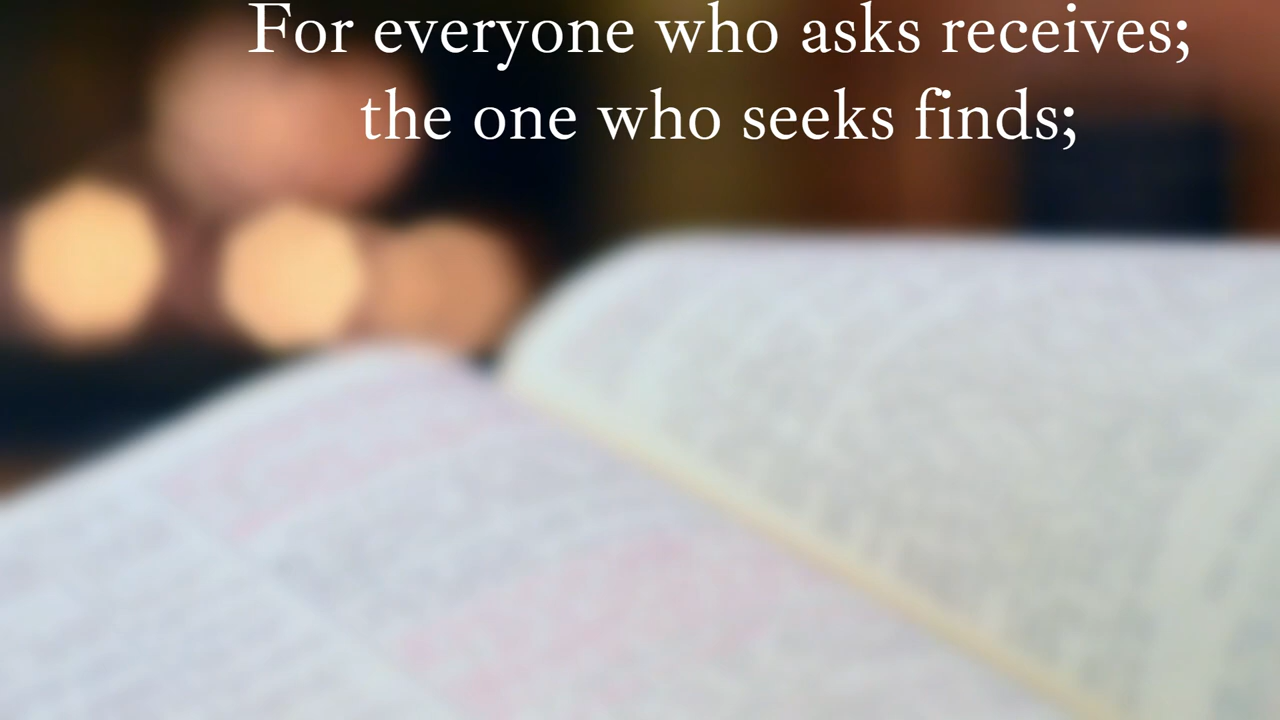 For everyone who asks receives;
the one who seeks finds;